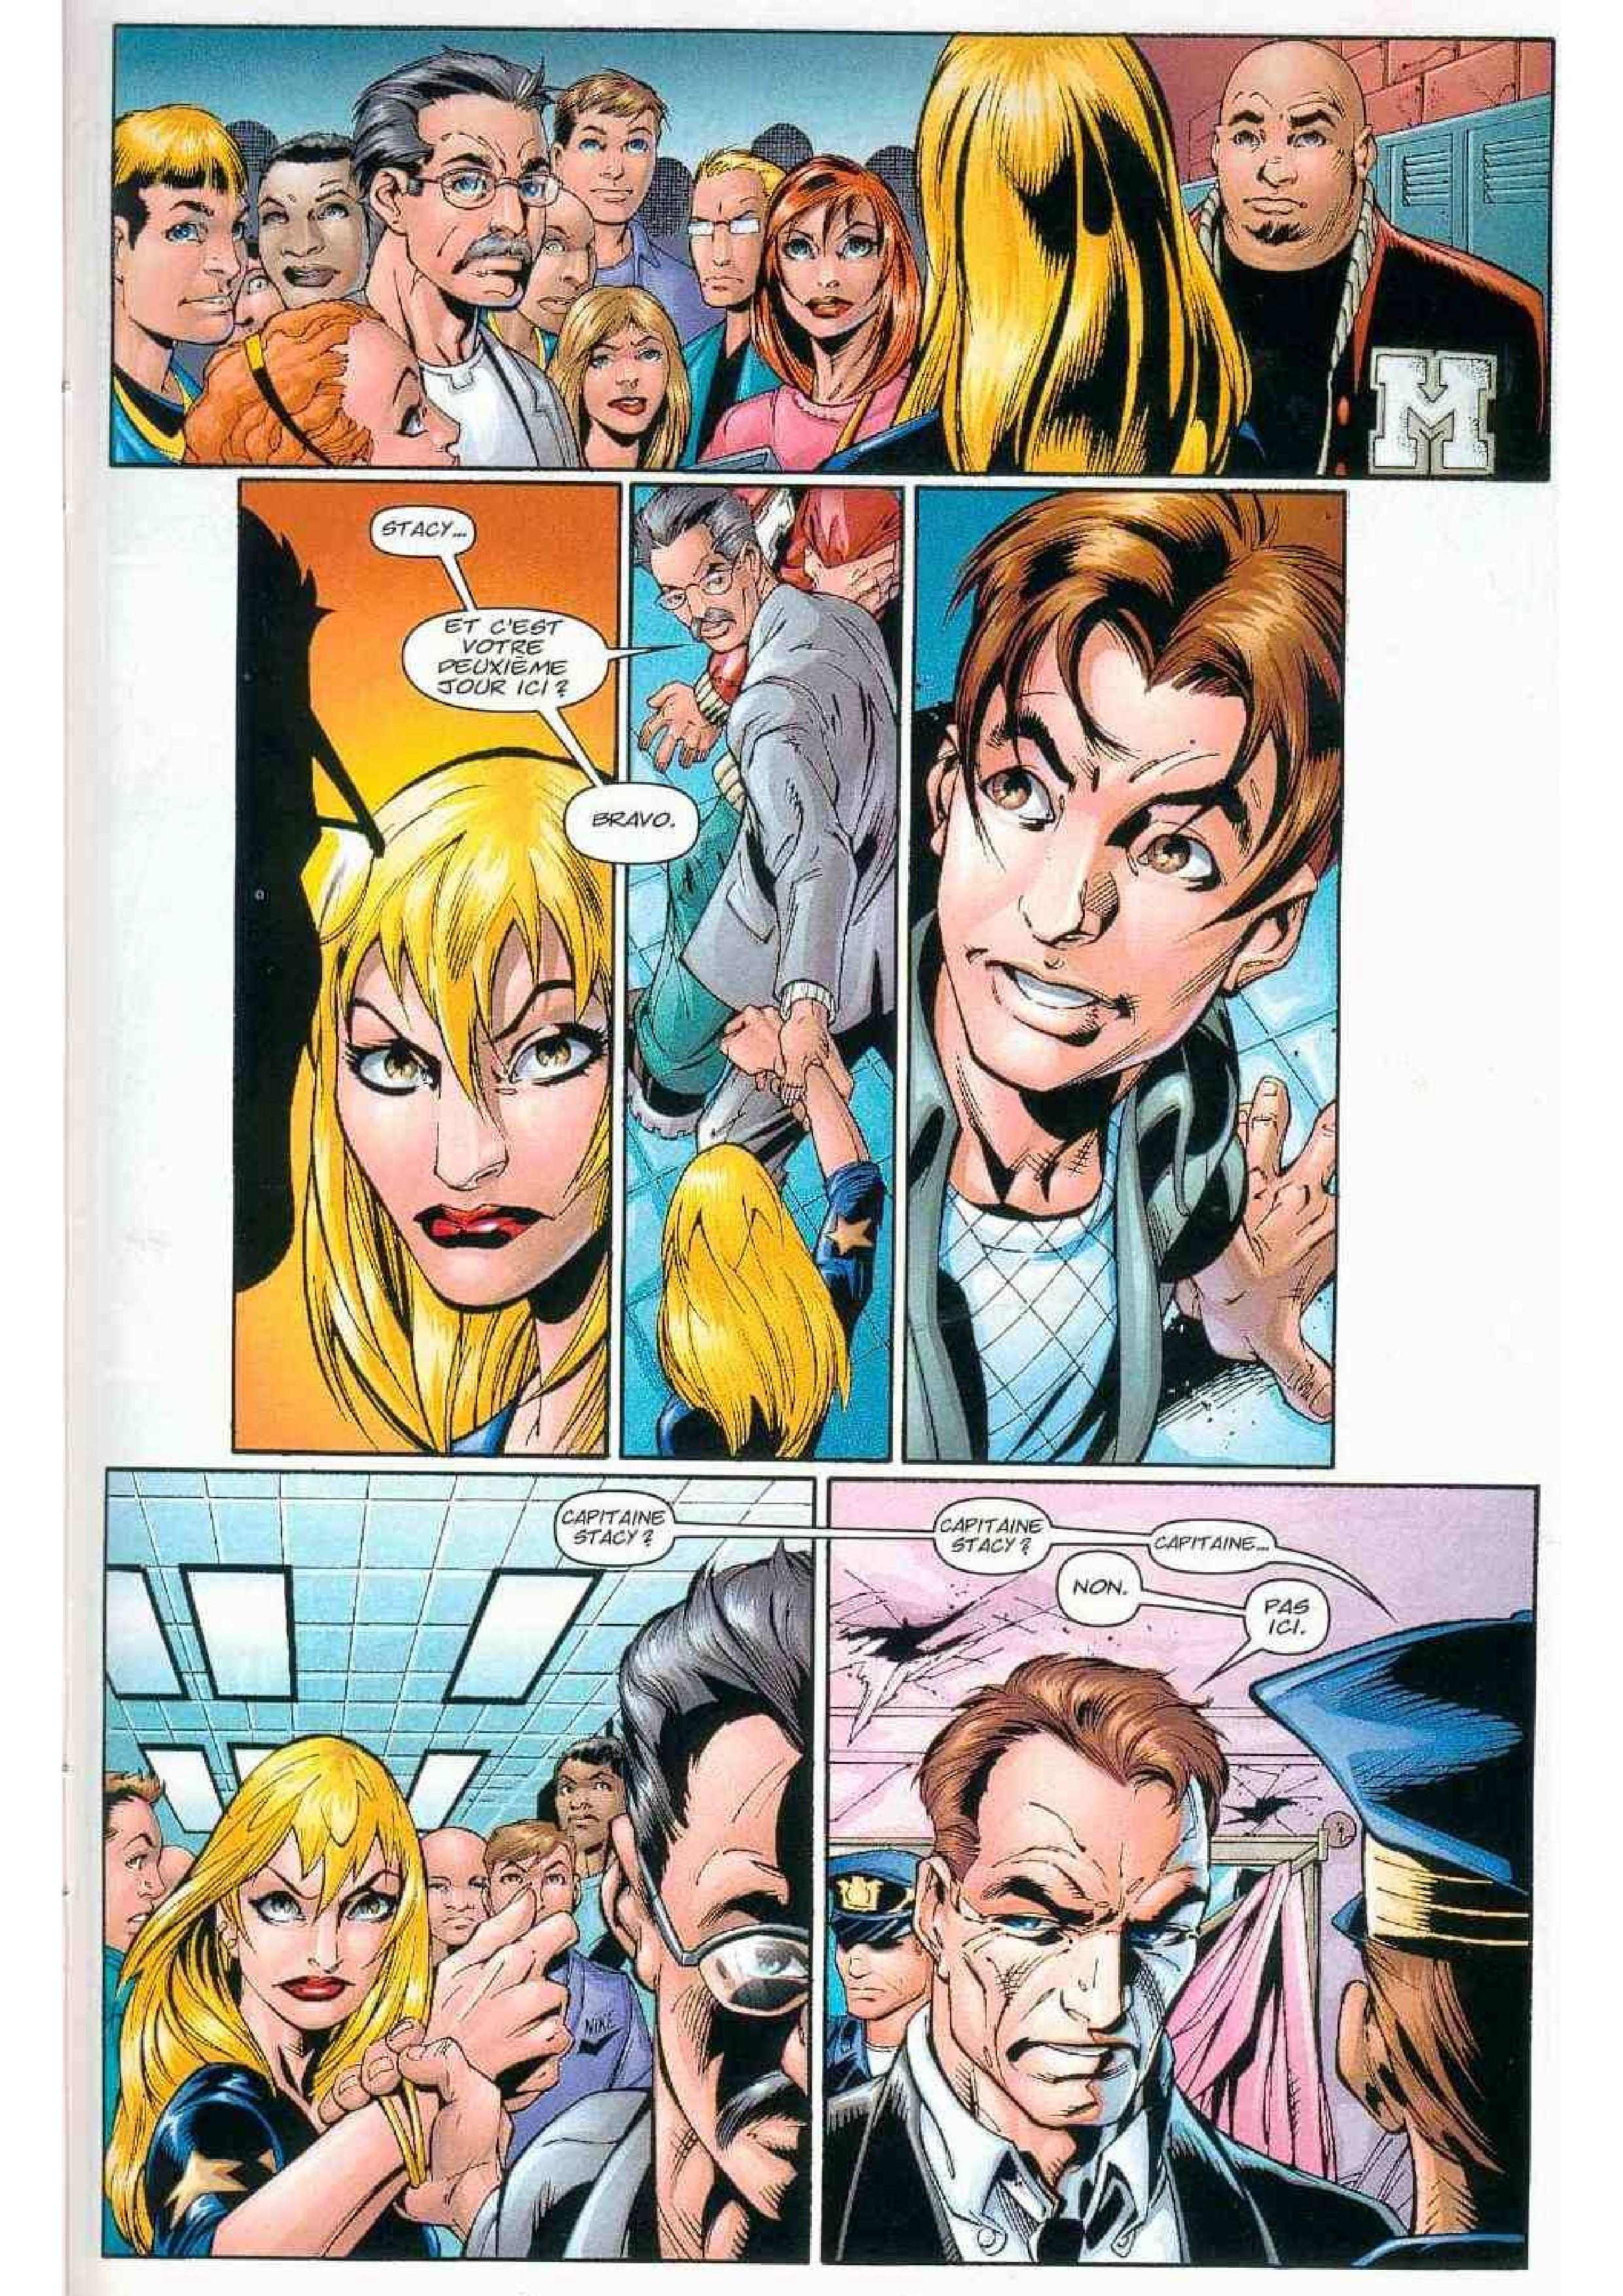 M
STACY...
ET C'EST
VOTRE
DEUXIÈME
JOUR ICI ?
BRAVO.
CAPITAINE
STACY ?
NIKE
CAPITAINE
STACY ?
CAPITAINE...
NON.
PAS
ICI.